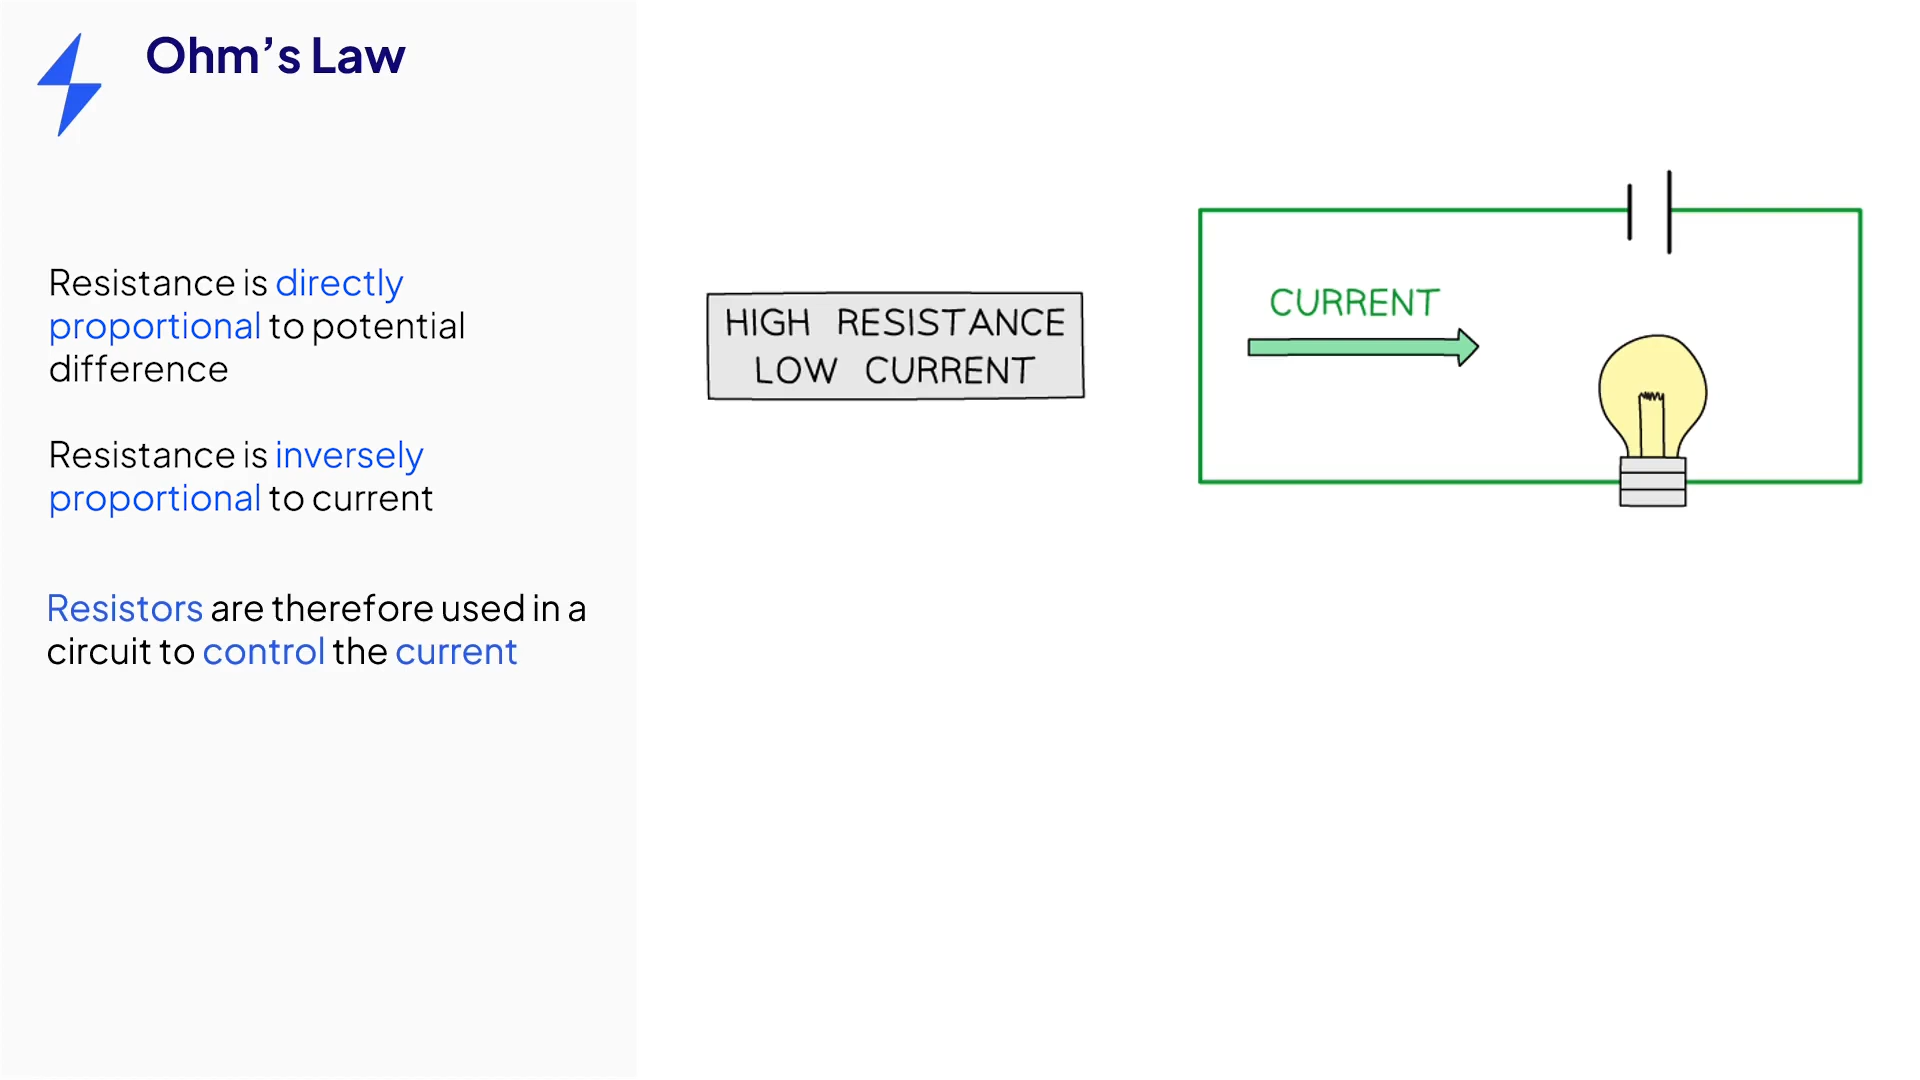 Ohm’s Law
Resistance is directly
proportional to potential
difference
Resistance is inversely
proportional to current
Resistors are therefore used in a
circuit to control the current
HIGH RESISTANCE
LOW CURRENT
CURRENT